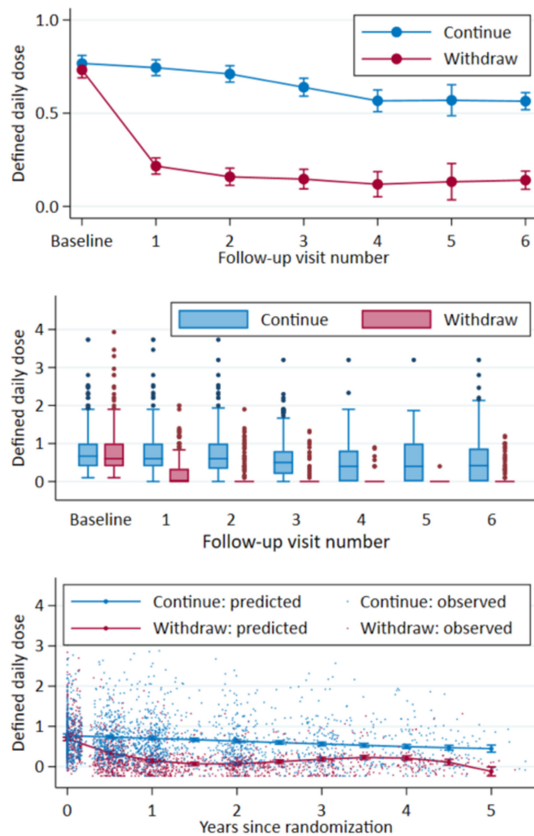 1.0
Continue
Withdraw
Defined daily dose
0.5
0.0
Baseline 1 2 3 4 5 6
Follow-up visit number
Continue Withdraw
4
Defined daily dose
3
2
1
0
Baseline 1 2 3 4 5 6
Follow-up visit number
4
Continue: predicted Continue: observed
Withdraw: predicted Withdraw: observed
Defined daily dose
3
2
1
0
0 1 2 3 4 5
Years since randomization